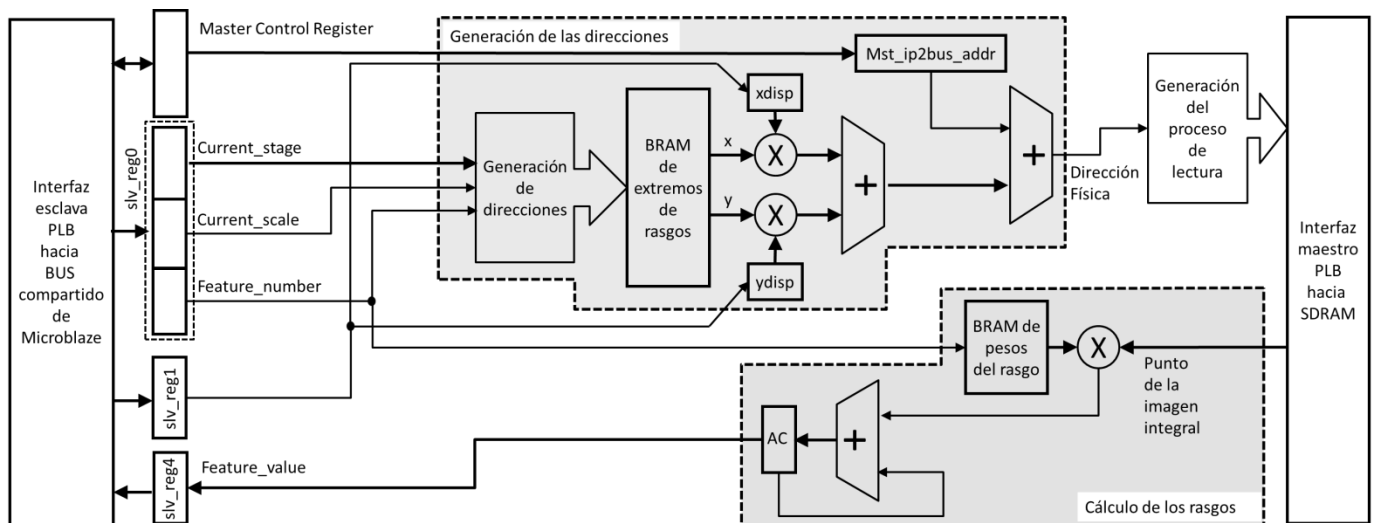 Interfaz
esclava
PLB
hacia
BUS
compartido
de
Microblaze
Master Control Register
slv_reg0
Current_stage
Current_scale
Feature_number
slv_reg1
slv_reg4
Feature_value
Generación de las direcciones
Generación
de
direcciones
BRAM
de
extremos
de
rasgos
x
y
xdisp
X
X
ydisp
+
Mst_ip2bus_addr
+
Dirección
Física
Generación
del
proceso
de
lectura
Interfaz
maestro
PLB
hacia
SDRAM
BRAM de
pesos
del rasgo
X
Punto
de la
imagen
integral
AC
+
Cálculo de los rasgos